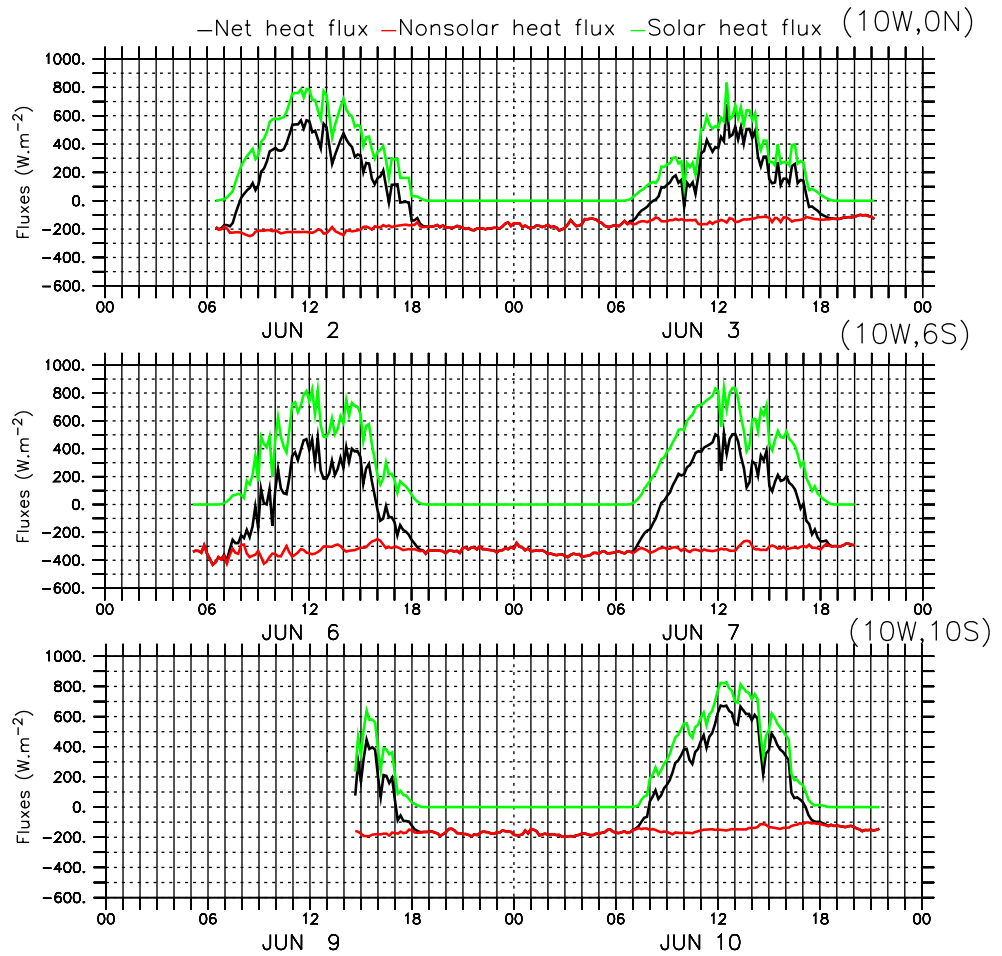 —Net heat flux —Nonsolar heat flux —Solar heat flux (10W,0N)
1000.
800.
600.
400.
200.
0.
-200.
-400.
-600.
Fluxes (W.m⁻²)
00 06 12 18 00 06 12 18 00
JUN 2 JUN 3
(10W,6S)
1000.
800.
600.
400.
200.
0.
-200.
-400.
-600.
Fluxes (W.m⁻²)
00 06 12 18 00 06 12 18 00
JUN 6 JUN 7
(10W,10S)
1000.
800.
600.
400.
200.
0.
-200.
-400.
-600.
Fluxes (W.m⁻²)
00 06 12 18 00 06 12 18 00
JUN 9 JUN 10